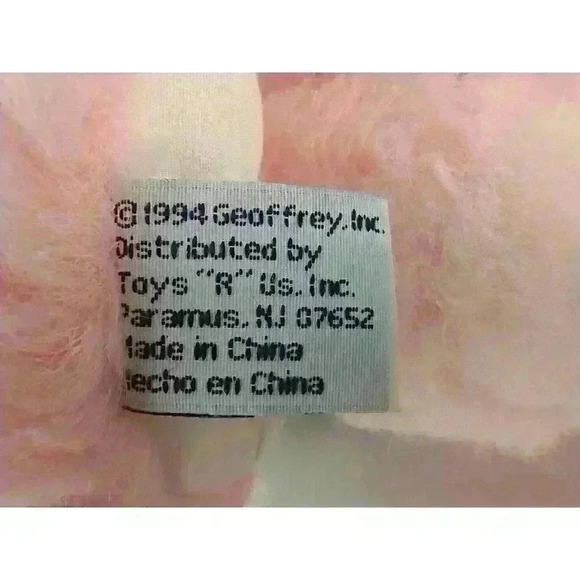 © 1994 Geoffrey, Inc.
Distributed by
Toys "R" Us, Inc.
Paramus, NJ 07652
Made in China
Hecho en China